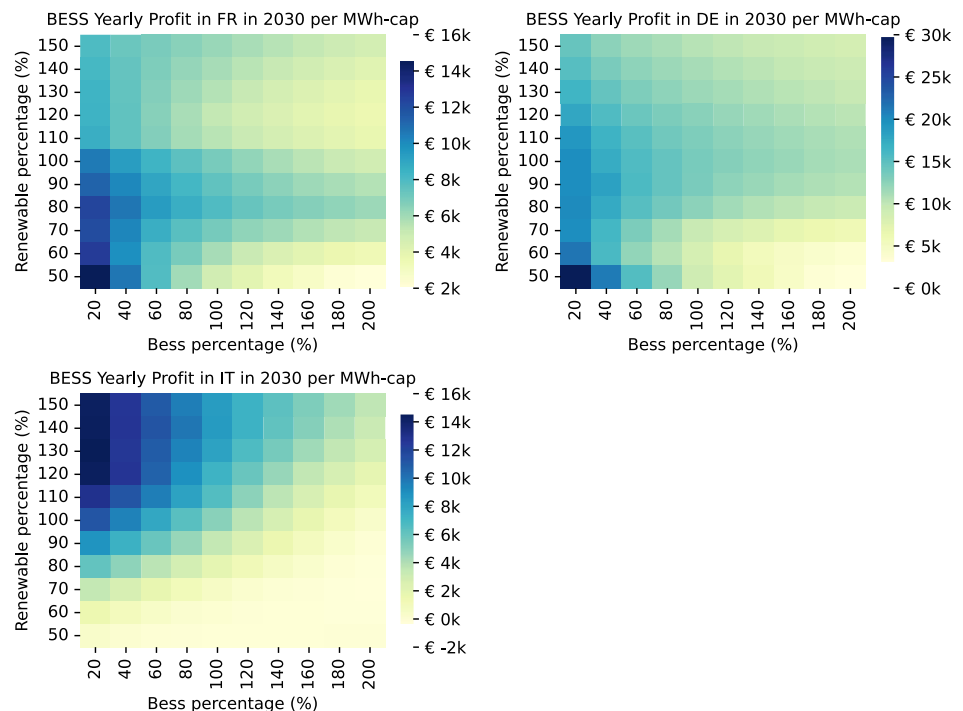 BESS Yearly Profit in FR in 2030 per MWh-cap
Renewable percentage (%)
150
140
130
120
110
100
90
80
70
60
50
20
40
60
80
100
120
140
160
180
200
Bess percentage (%)
€ 16k
€ 14k
€ 12k
€ 10k
€ 8k
€ 6k
€ 4k
€ 2k
BESS Yearly Profit in DE in 2030 per MWh-cap
Renewable percentage (%)
150
140
130
120
110
100
90
80
70
60
50
20
40
60
80
100
120
140
160
180
200
Bess percentage (%)
€ 30k
€ 25k
€ 20k
€ 15k
€ 10k
€ 5k
€ 0k
BESS Yearly Profit in IT in 2030 per MWh-cap
Renewable percentage (%)
150
140
130
120
110
100
90
80
70
60
50
20
40
60
80
100
120
140
160
180
200
Bess percentage (%)
€ 16k
€ 14k
€ 12k
€ 10k
€ 8k
€ 6k
€ 4k
€ 2k
€ 0k
€ -2k